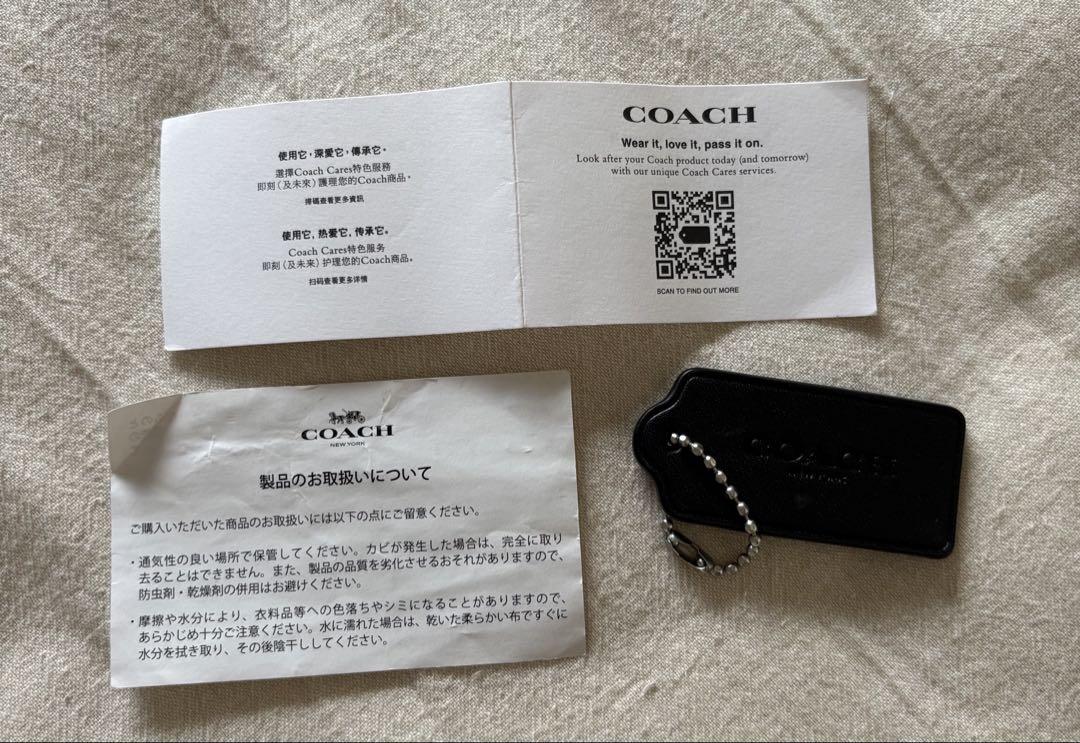 使用它，深愛它，傳承它。
選擇Coach Cares特色服務
即刻（及未來）護理您的Coach商品。
掃碼查看更多資訊
使用它，热爱它，传承它。
Coach Cares特色服务
即刻（及未来）护理您的Coach商品。
扫码查看更多详情
COACH
Wear it, love it, pass it on.
Look after your Coach product today (and tomorrow)
with our unique Coach Cares services.
SCAN TO FIND OUT MORE
COACH
NEW YORK
製品のお取扱いについて
ご購入いただいた商品のお取扱いには以下の点にご留意ください。
・通気性の良い場所で保管してください。カビが発生した場合は、完全に取り
去ることはできません。また、製品の品質を劣化させるおそれがありますので、
防虫剤・乾燥剤の併用はお避けください。
・摩擦や水分により、衣料品等への色落ちやシミになることがありますので、
あらかじめ十分ご注意ください。水に濡れた場合は、乾いた柔らかい布ですぐに
水分を拭き取り、その後陰干ししてください。
COACH